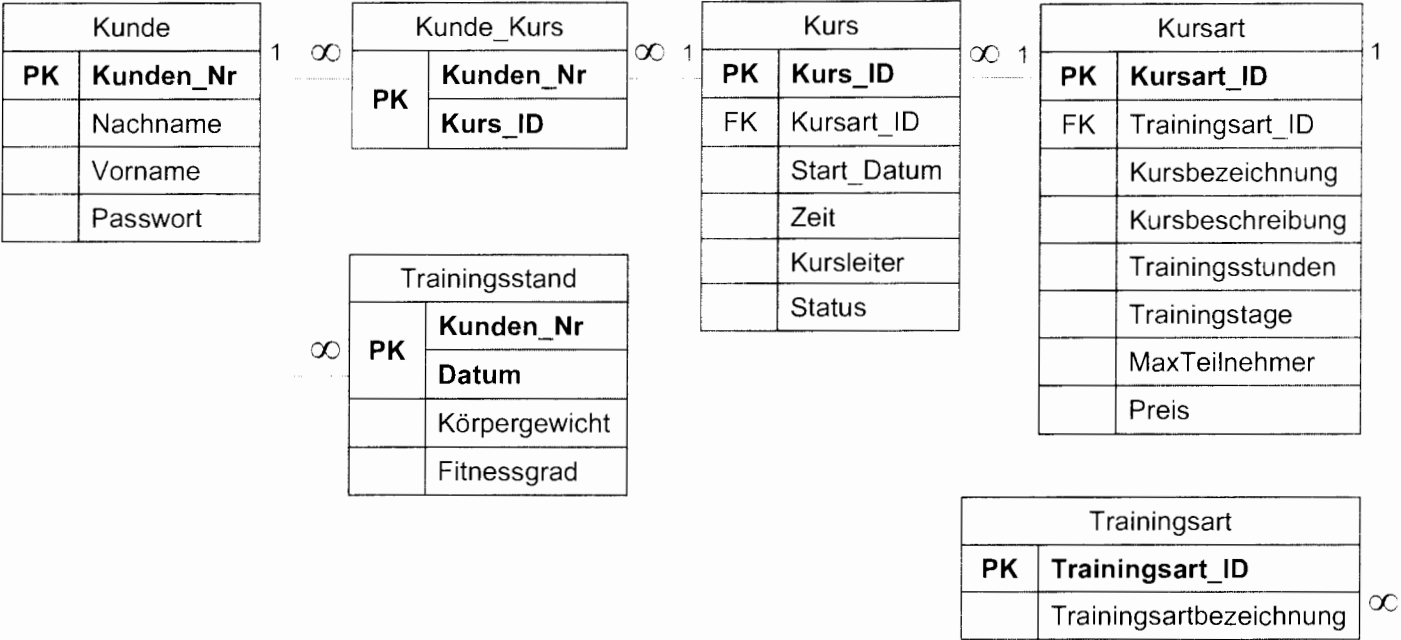 Kunde
1
PK Kunden_Nr
Nachname
Vorname
Passwort
∞
Kunde_Kurs
∞
PK
Kunden_Nr
Kurs_ID
1
Kurs
∞
PK Kurs_ID
FK Kursart_ID
Start_Datum
Zeit
Kursleiter
Status
1
Kursart
1
PK Kursart_ID
FK Trainingsart_ID
Kursbezeichnung
Kursbeschreibung
Trainingsstunden
Trainingstage
MaxTeilnehmer
Preis
Trainingsstand
∞
PK
Kunden_Nr
Datum
Körpergewicht
Fitnessgrad
Trainingsart
PK Trainingsart_ID
Trainingsartbezeichnung
∞